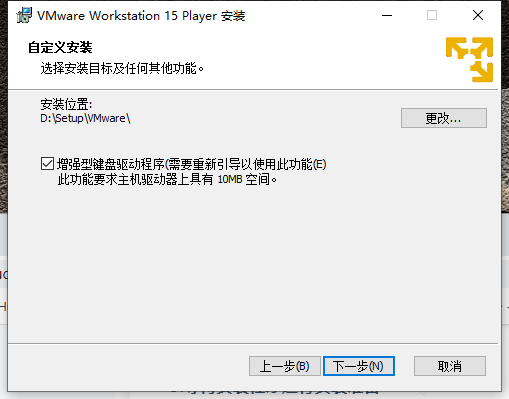 VMware Workstation 15 Player 安装
自定义安装
选择安装目标及任何其他功能。
安装位置:
D:\Setup\VMware\
更改...
增强型键盘驱动程序(需要重新引导以使用此功能(E)
此功能要求主机驱动器上具有 10MB 空间。
上一步(B)
下一步(N)
取消